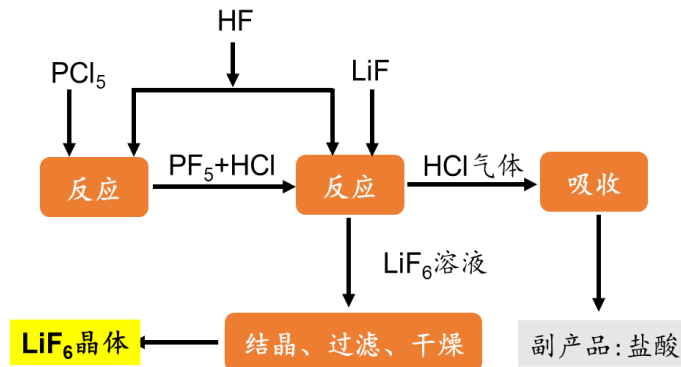 HF
PCl₅
LiF
反应
PF₅+HCl
反应
HCl气体
吸收
LiF₆溶液
LiF₆晶体
结晶、过滤、干燥
副产品:盐酸